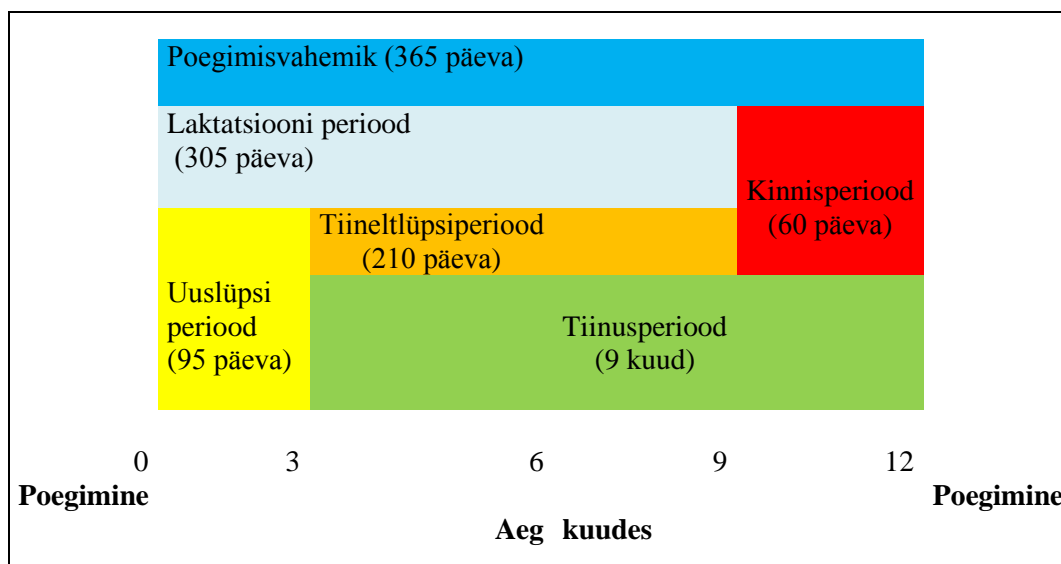 Poegimisvahemik (365 päeva)
Laktatsiooni periood
(305 päeva)
Kinnisperiood
(60 päeva)
Tiineltlüpsiperiood
(210 päeva)
Uuslüpsi
periood
(95 päeva)
Tiinusperiood
(9 kuud)
0 3 6 9 12
Poegimine Poegimine
Aeg kuudes